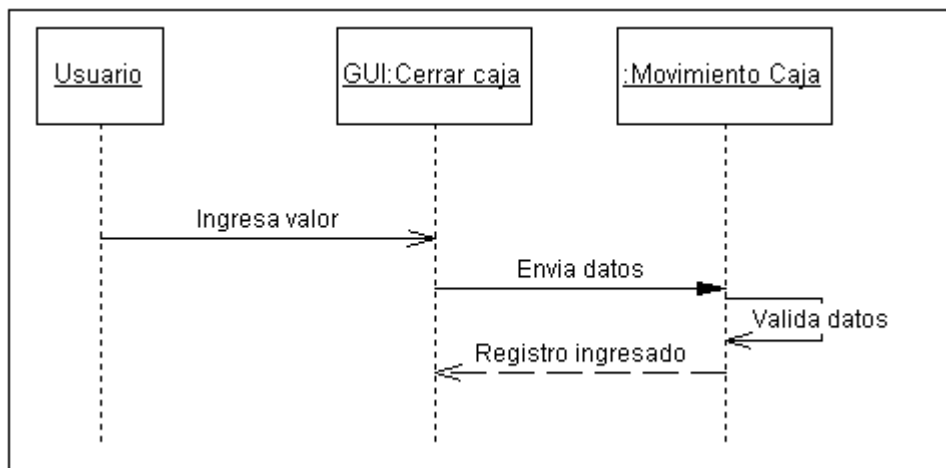 Usuario
GUI:Cerrar caja
:Movimiento Caja
Ingresa valor
Envia datos
Valida datos
Registro ingresado